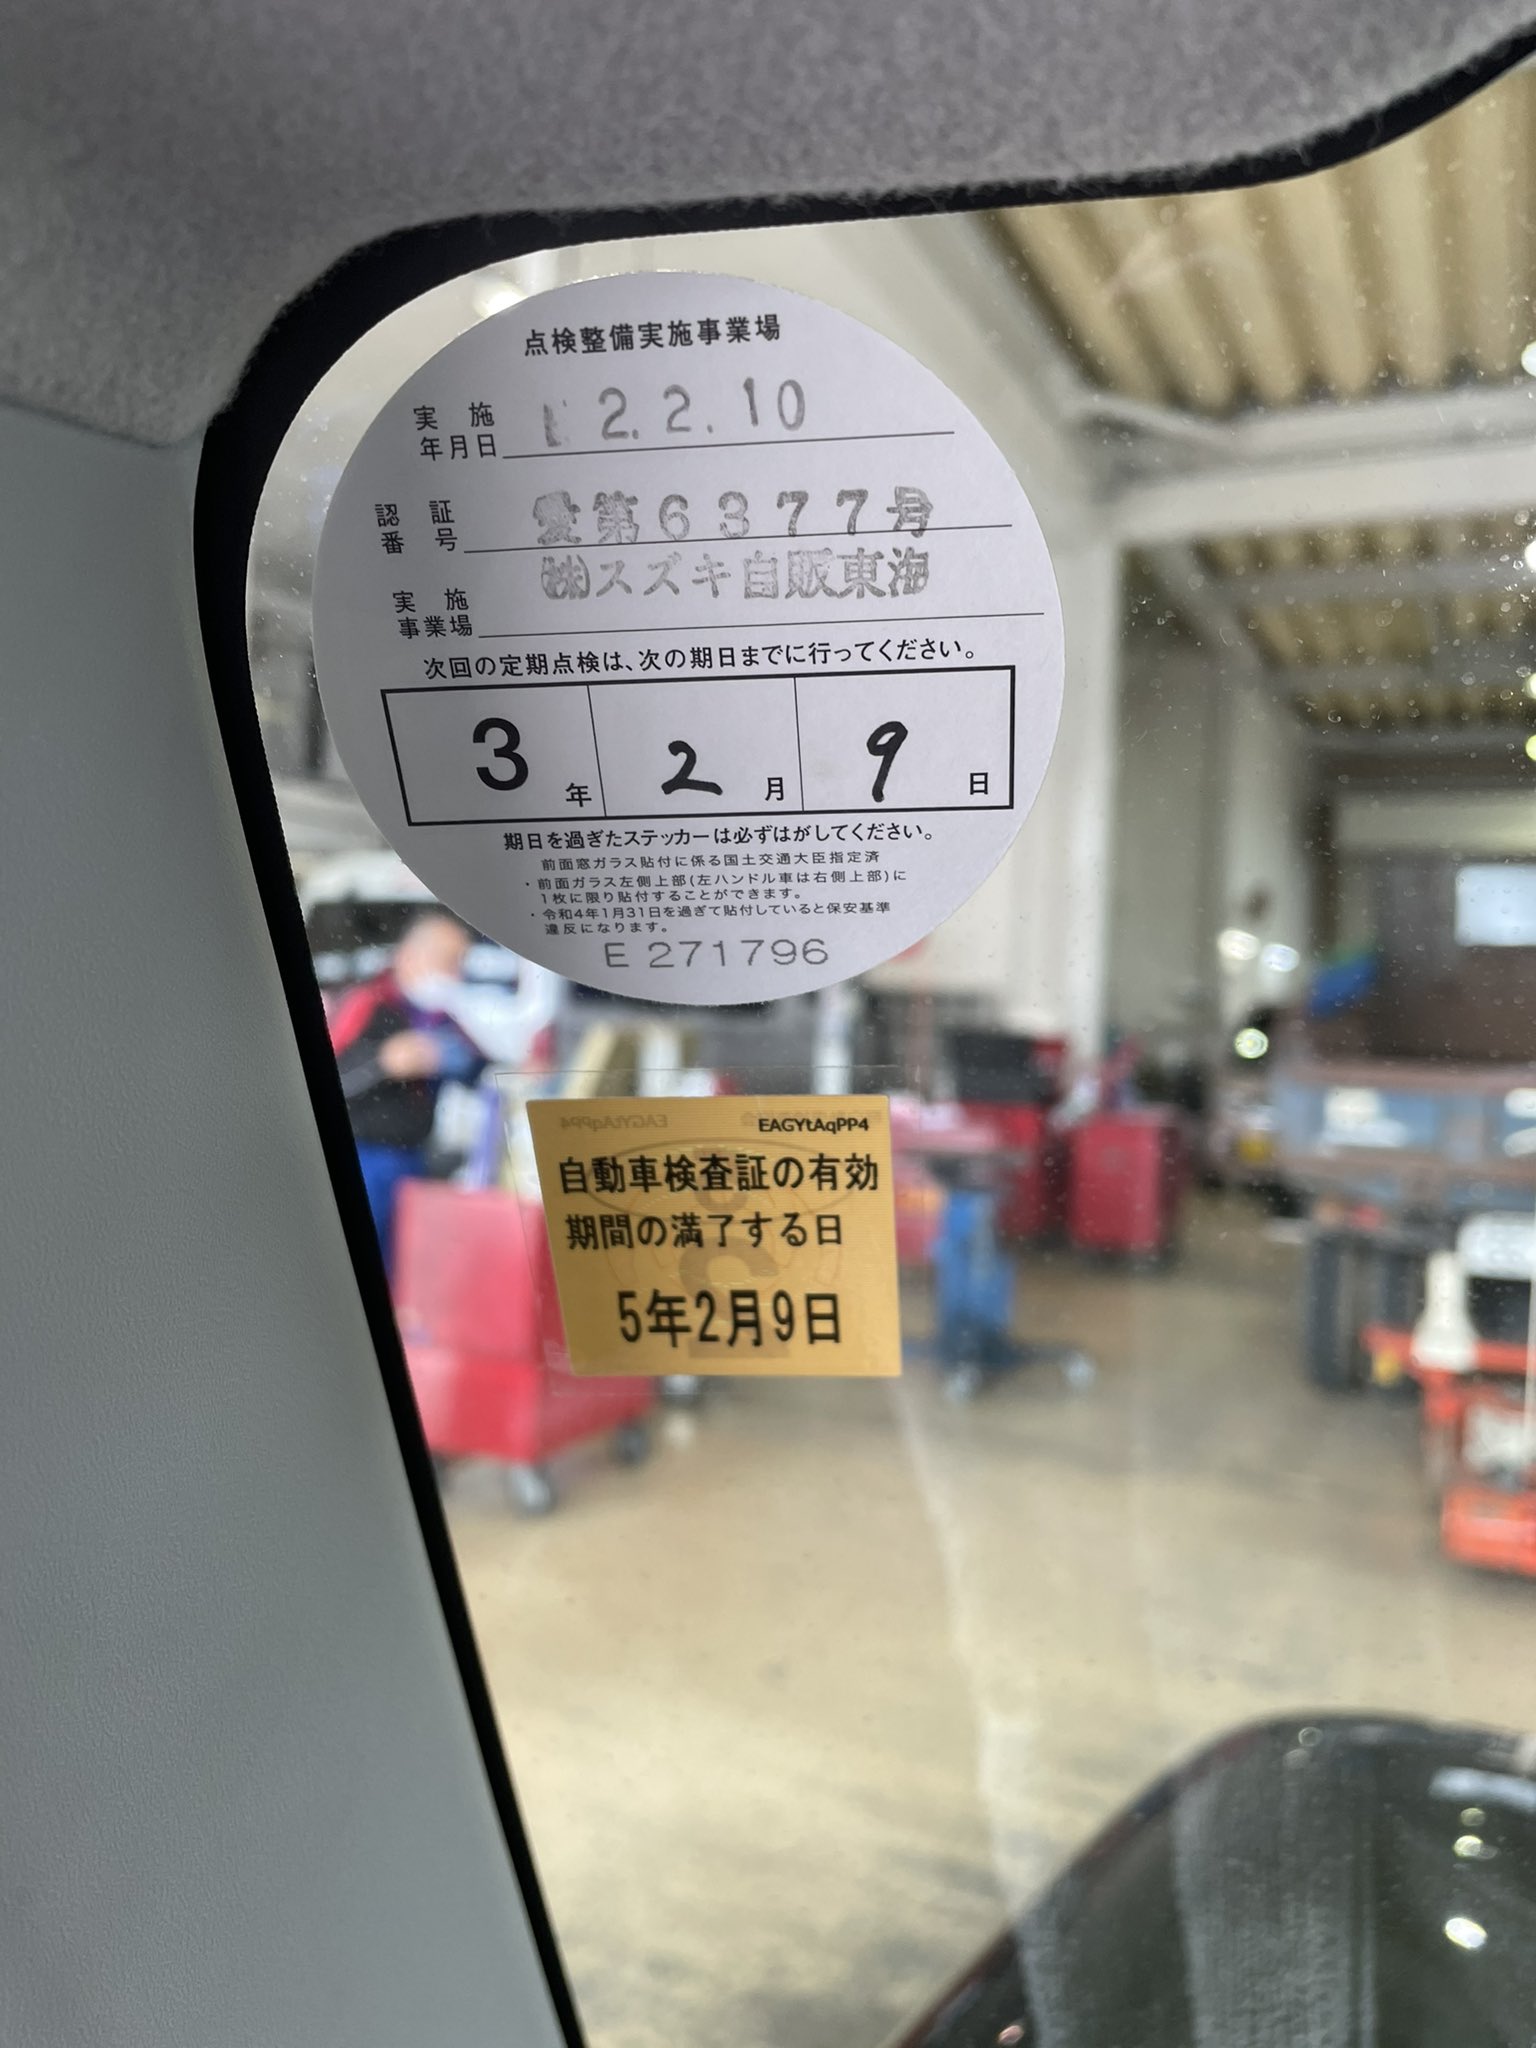 点検整備実施事業場
実施
年月日 2.2.10
認証
番号 愛第6377号
実施
事業場 ㈱スズキ自販東海
次回の定期点検は、次の期日までに行ってください。
3年 2月 9日
期日を過ぎたステッカーは必ずはがしてください。
前面窓ガラス貼付に係る国土交通大臣指定済
・前面ガラス左側上部(左ハンドル車は右側上部)に
1枚に限り貼付することができます。
・令和4年1月31日を過ぎて貼付していると保安基準
違反になります。
E 271796
EAGYtAqPP4
自動車検査証の有効
期間の満了する日
5年2月9日